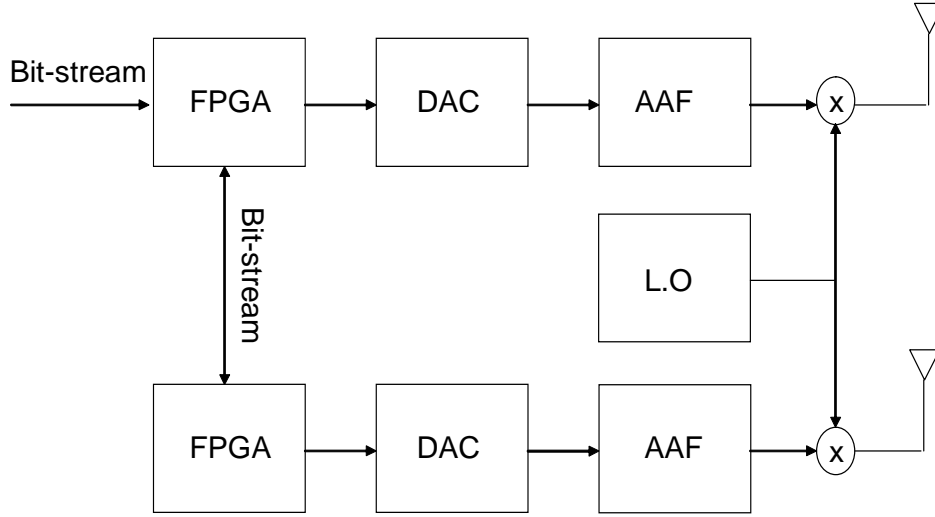 Bit-stream
FPGA
DAC
AAF
x
Bit-stream
L.O
FPGA
DAC
AAF
x